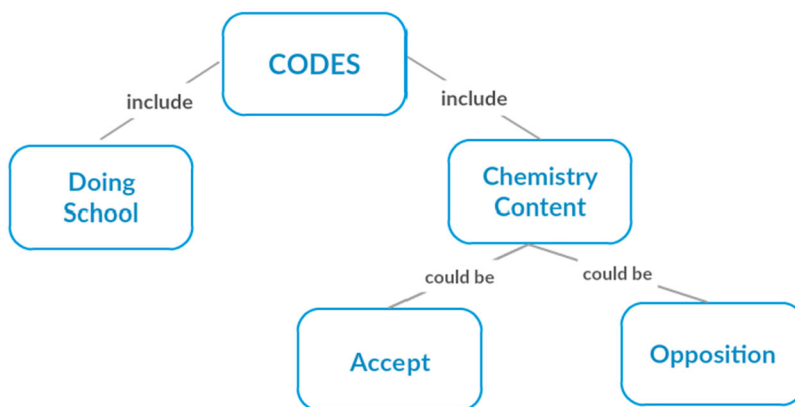 CODES
include
include
Doing
School
Chemistry
Content
could be
could be
Accept
Opposition